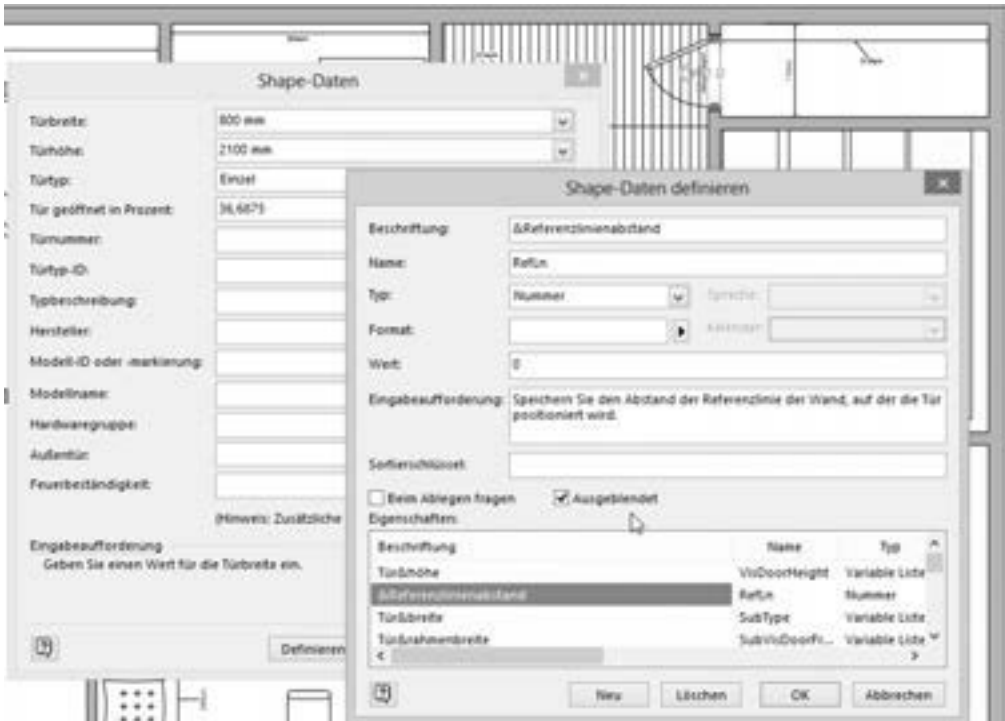 Shape-Daten
Türbreite: 800 mm
Türhöhe: 2100 mm
Türtyp: Einzel
Tür geöffnet in Prozent: 36,6675
Türnummer:
Türtyp-ID:
Typbeschreibung:
Hersteller:
Modell-ID oder -markierung:
Modellname:
Hardwaregruppe:
Außentür:
Feuerbeständigkeit:
(Hinweis: Zusätzliche
Eingabeaufforderung
Geben Sie einen Wert für die Türbreite ein.
Definieren
Shape-Daten definieren
Beschriftung: &Referenzlinienabstand
Name: RefLn
Typ: Nummer Sprache:
Format: Kalender:
Wert: 0
Eingabeaufforderung: Speichern Sie den Abstand der Referenzlinie der Wand, auf der die Tür
positioniert wird.
Sortierschlüssel:
Beim Ablegen fragen Ausgeblendet
Eigenschaften:
Beschriftung Name Typ
Tür&höhe VisDoorHeight Variable Liste
&Referenzlinienabstand RefLn Nummer
Tür&breite SubType Variable Liste
Tür&rahmenbreite SubVisDoorFr... Variable Liste
Neu Löschen OK Abbrechen